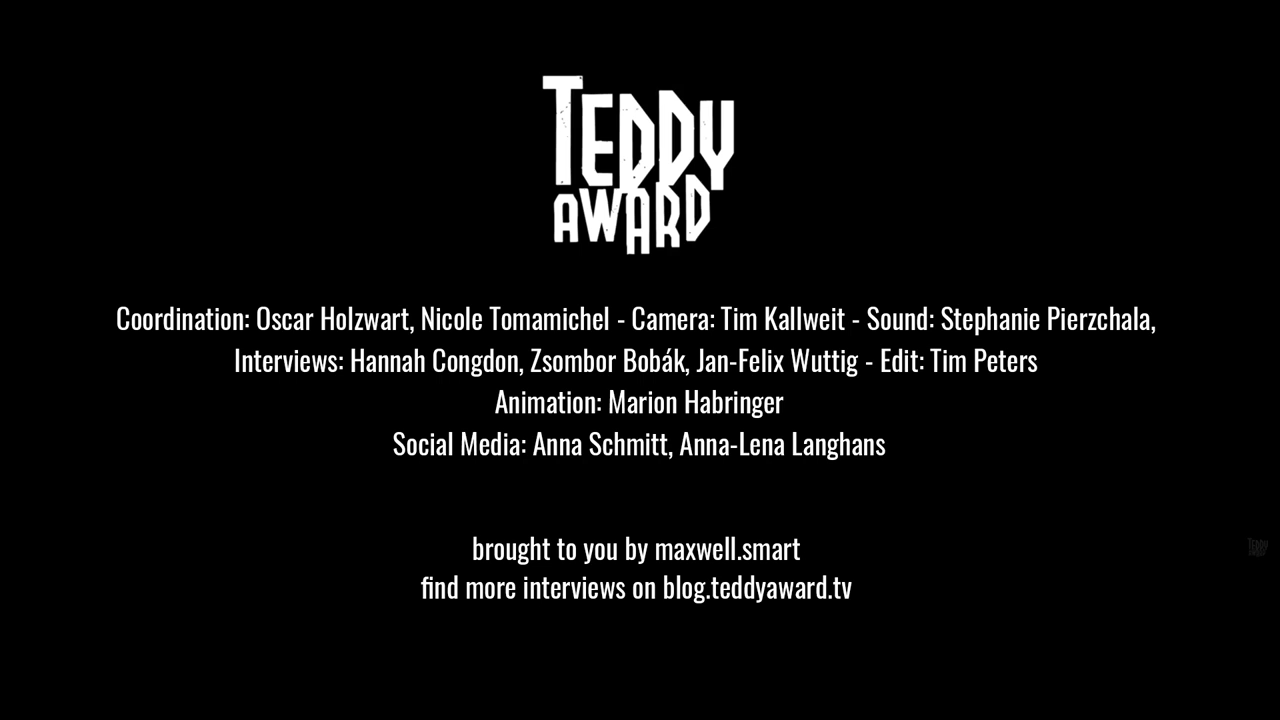 TEDDY
AWARD
Coordination: Oscar Holzwart, Nicole Tomamichel - Camera: Tim Kallweit - Sound: Stephanie Pierzchala,
Interviews: Hannah Congdon, Zsombor Bobák, Jan-Felix Wuttig - Edit: Tim Peters
Animation: Marion Habringer
Social Media: Anna Schmitt, Anna-Lena Langhans
brought to you by maxwell.smart
TEDDY
find more interviews on blog.teddyaward.tv